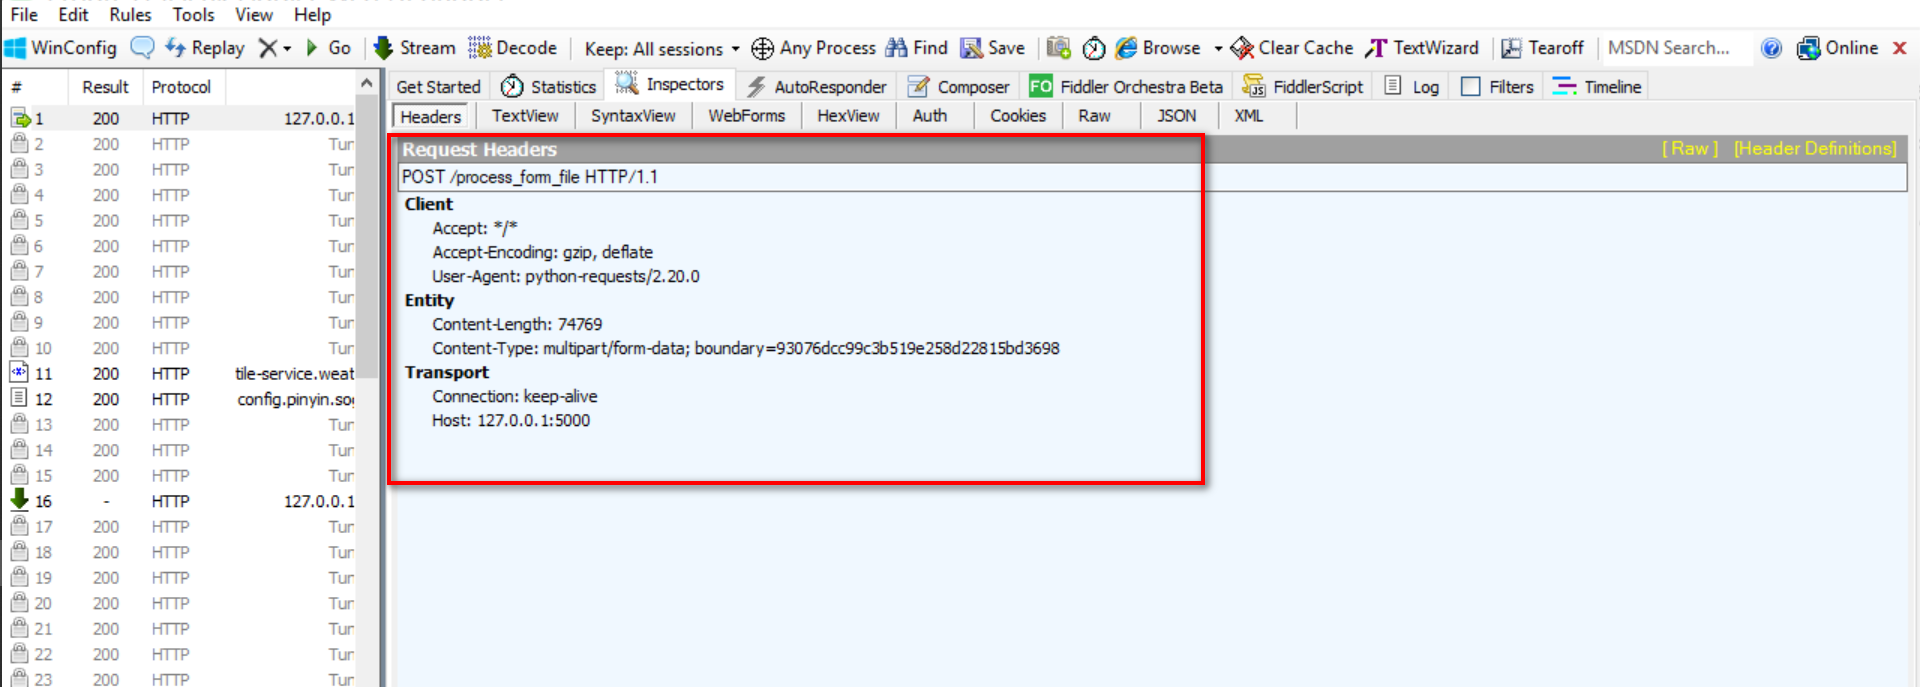 File Edit Rules Tools View Help
WinConfig Replay Go Stream Decode Keep: All sessions Any Process Find Save Browse Clear Cache TextWizard Tearoff MSDN Search... Online
# Result Protocol
Get Started Statistics Inspectors AutoResponder Composer FO Fiddler Orchestra Beta FiddlerScript Log Filters Timeline
Headers TextView SyntaxView WebForms HexView Auth Cookies Raw JSON XML
1 200 HTTP 127.0.0.1
2 200 HTTP Tur
3 200 HTTP Tur
4 200 HTTP Tur
5 200 HTTP Tur
6 200 HTTP Tur
7 200 HTTP Tur
8 200 HTTP Tur
9 200 HTTP Tur
10 200 HTTP Tur
11 200 HTTP tile-service.weat
12 200 HTTP config.pinyin.so
13 200 HTTP Tur
14 200 HTTP Tur
15 200 HTTP Tur
16 - HTTP 127.0.0.1
17 200 HTTP Tur
18 200 HTTP Tur
19 200 HTTP Tur
20 200 HTTP Tur
21 200 HTTP Tur
22 200 HTTP Tur
23 200 HTTP Tur
Request Headers [ Raw ] [Header Definitions]
POST /process_form_file HTTP/1.1
Client
Accept: */*
Accept-Encoding: gzip, deflate
User-Agent: python-requests/2.20.0
Entity
Content-Length: 74769
Content-Type: multipart/form-data; boundary=93076dcc99c3b519e258d22815bd3698
Transport
Connection: keep-alive
Host: 127.0.0.1:5000